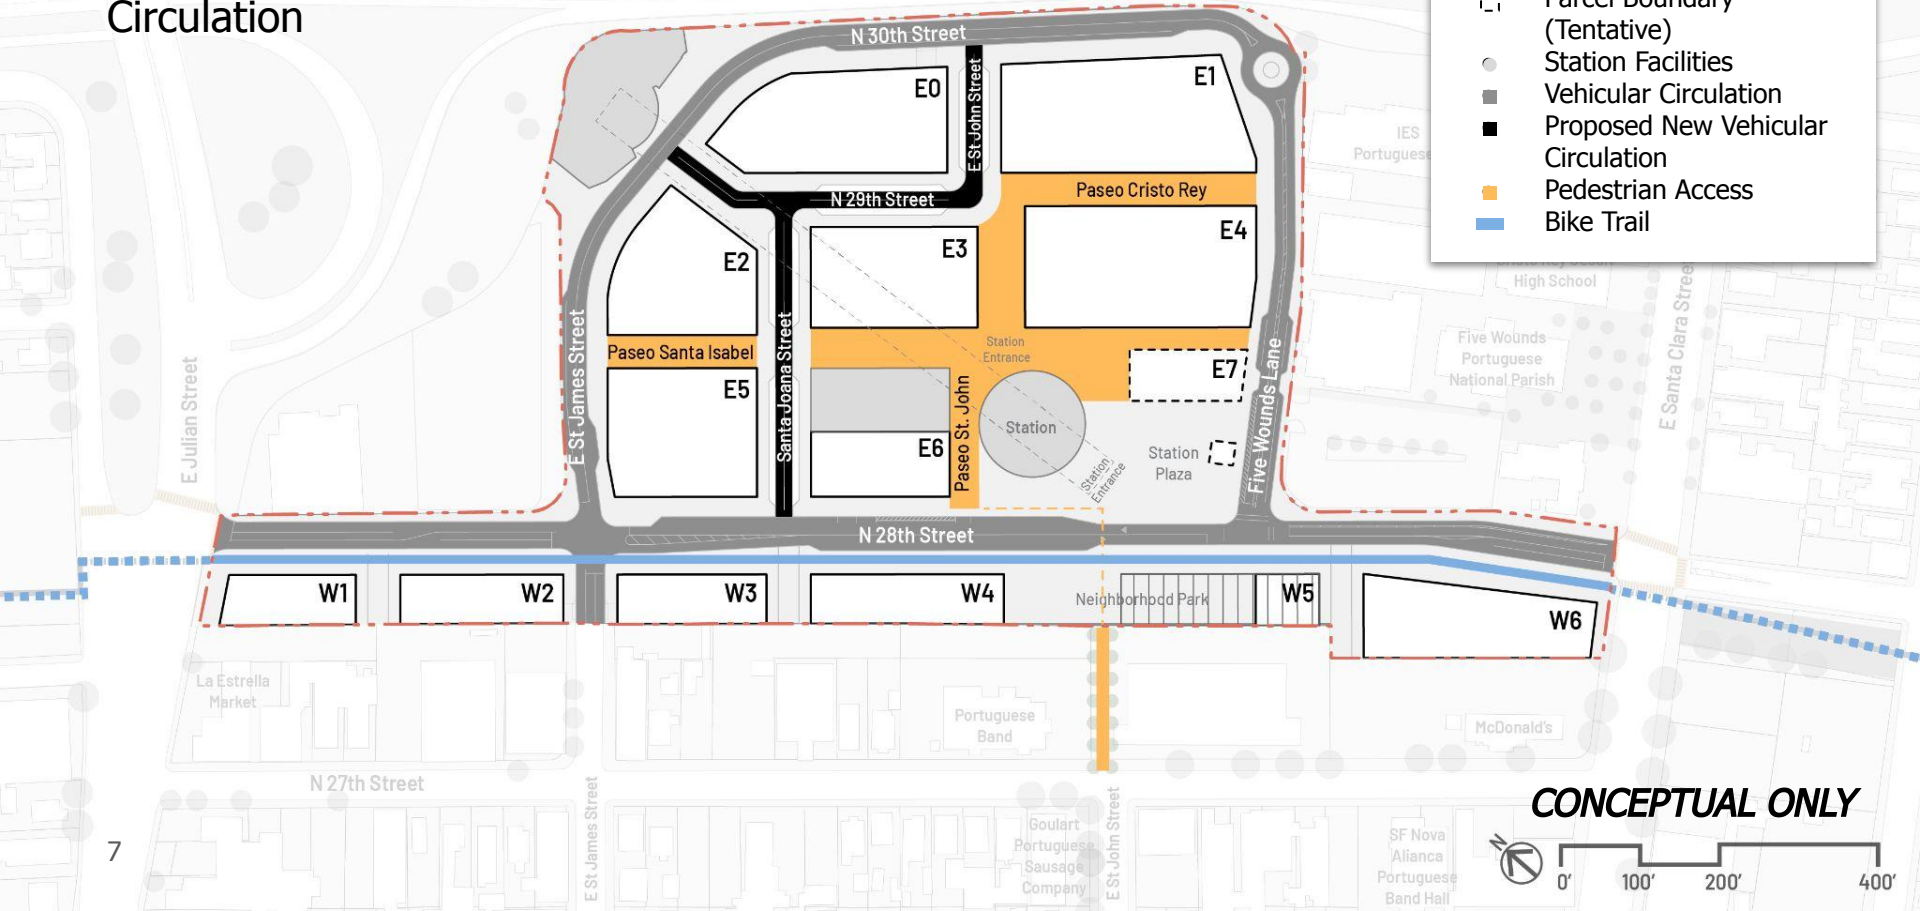 Circulation
Parcel Boundary
(Tentative)
Station Facilities
Vehicular Circulation
Proposed New Vehicular
Circulation
Pedestrian Access
Bike Trail
N 30th Street
E0
E St John Street
E1
IES
Portuguese
Paseo Cristo Rey
N 29th Street
E2
E3
E4
High School
E Santa Clara Street
E Julian Street
E St James Street
Paseo Santa Isabel
Santa Joana Street
Station
Entrance
E7
Five Wounds Lane
Five Wounds
Portuguese
National Parish
E5
E6
Paseo St. John
Station
Station
Entrance
Station
Plaza
N 28th Street
W1
W2
W3
W4
Neighborhood Park
W5
W6
La Estrella
Market
Portuguese
Band
McDonald's
N 27th Street
E St James Street
E St John Street
Goulart
Portuguese
Sausage
Company
SF Nova
Alianca
Portuguese
Band Hall
CONCEPTUAL ONLY
N
0'
100'
200'
400'
7